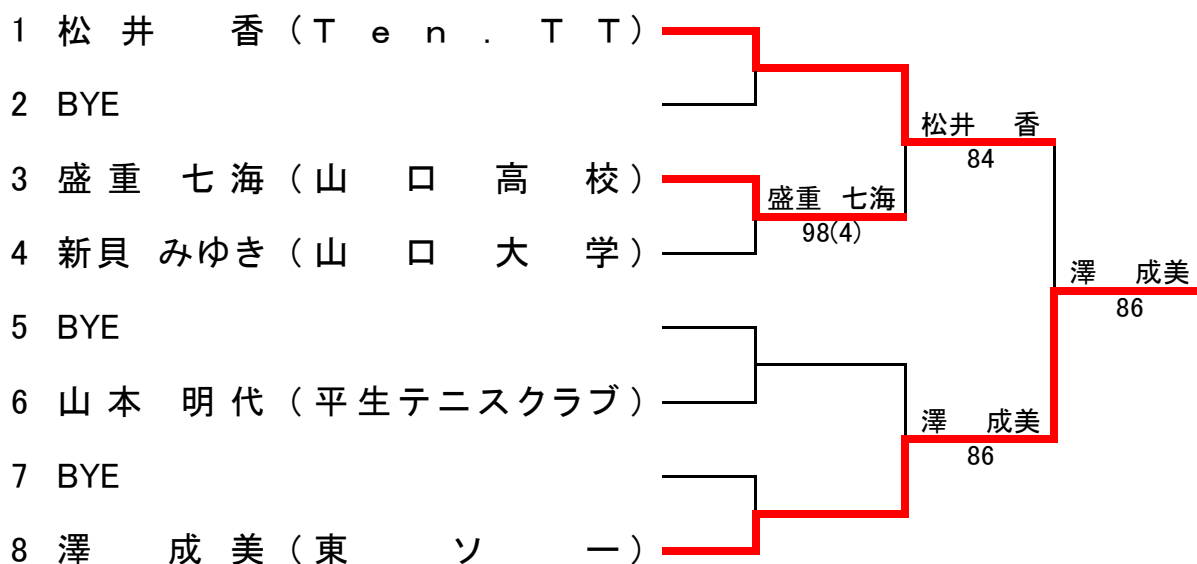 1 松井 香 (Ten.TT)
2 BYE
3 盛重 七海 (山口高校)
4 新貝 みゆき (山口大学)
5 BYE
6 山本 明代 (平生テニスクラブ)
7 BYE
8 澤 成美 (東ソー)
盛重 七海
98(4)
松井 香
84
澤 成美
86
澤 成美
86